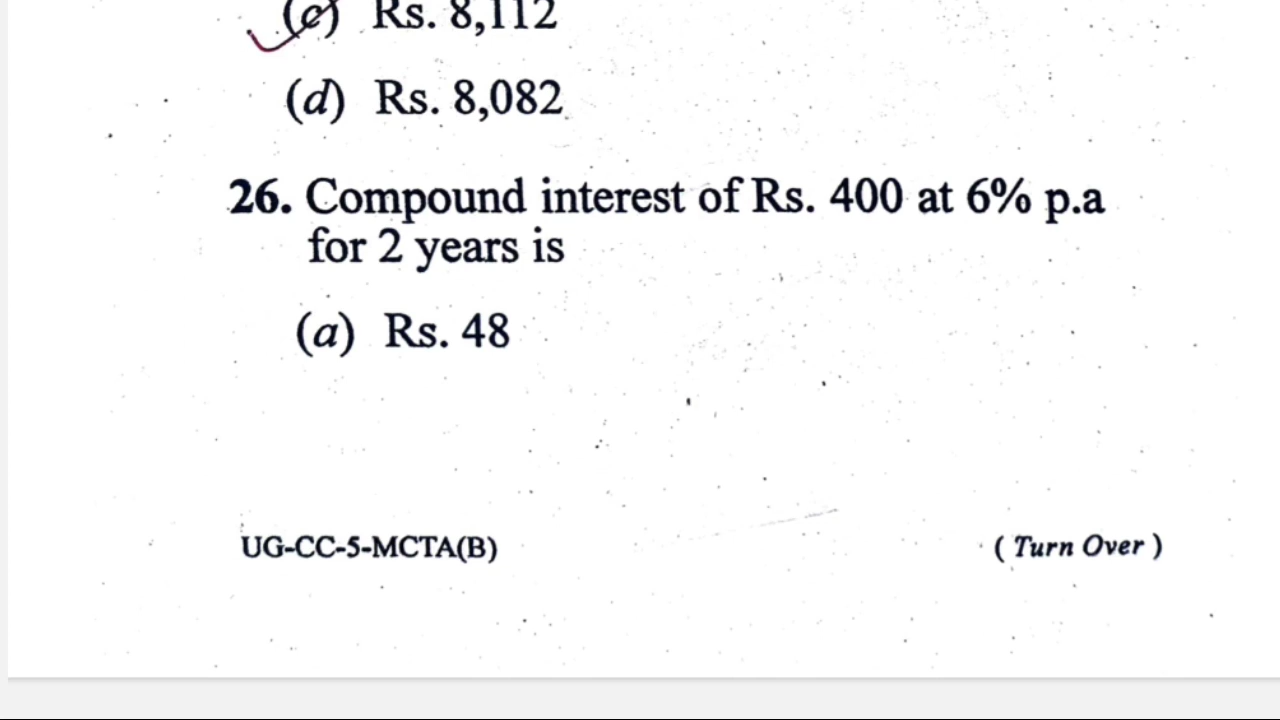 (c) Rs. 8,112
(d) Rs. 8,082
26. Compound interest of Rs. 400 at 6% p.a
for 2 years is
(a) Rs. 48
UG-CC-5-MCTA(B)
( Turn Over )